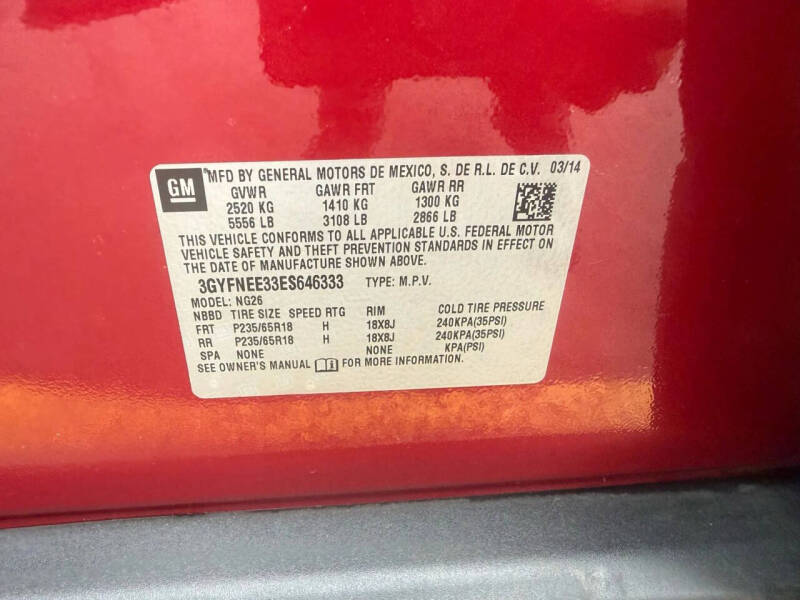 GM MFD BY GENERAL MOTORS DE MEXICO, S. DE R.L. DE C.V. 03/14
GVWR GAWR FRT GAWR RR
2520 KG 1410 KG 1300 KG
5556 LB 3108 LB 2866 LB
THIS VEHICLE CONFORMS TO ALL APPLICABLE U.S. FEDERAL MOTOR
VEHICLE SAFETY AND THEFT PREVENTION STANDARDS IN EFFECT ON
THE DATE OF MANUFACTURE SHOWN ABOVE.
3GYFNEE33ES646333 TYPE: M.P.V.
MODEL: NG26
NBBD TIRE SIZE SPEED RTG RIM COLD TIRE PRESSURE
FRT P235/65R18 H 18X8J 240KPA(35PSI)
RR P235/65R18 H 18X8J 240KPA(35PSI)
SPA NONE NONE KPA(PSI)
SEE OWNER'S MANUAL FOR MORE INFORMATION.